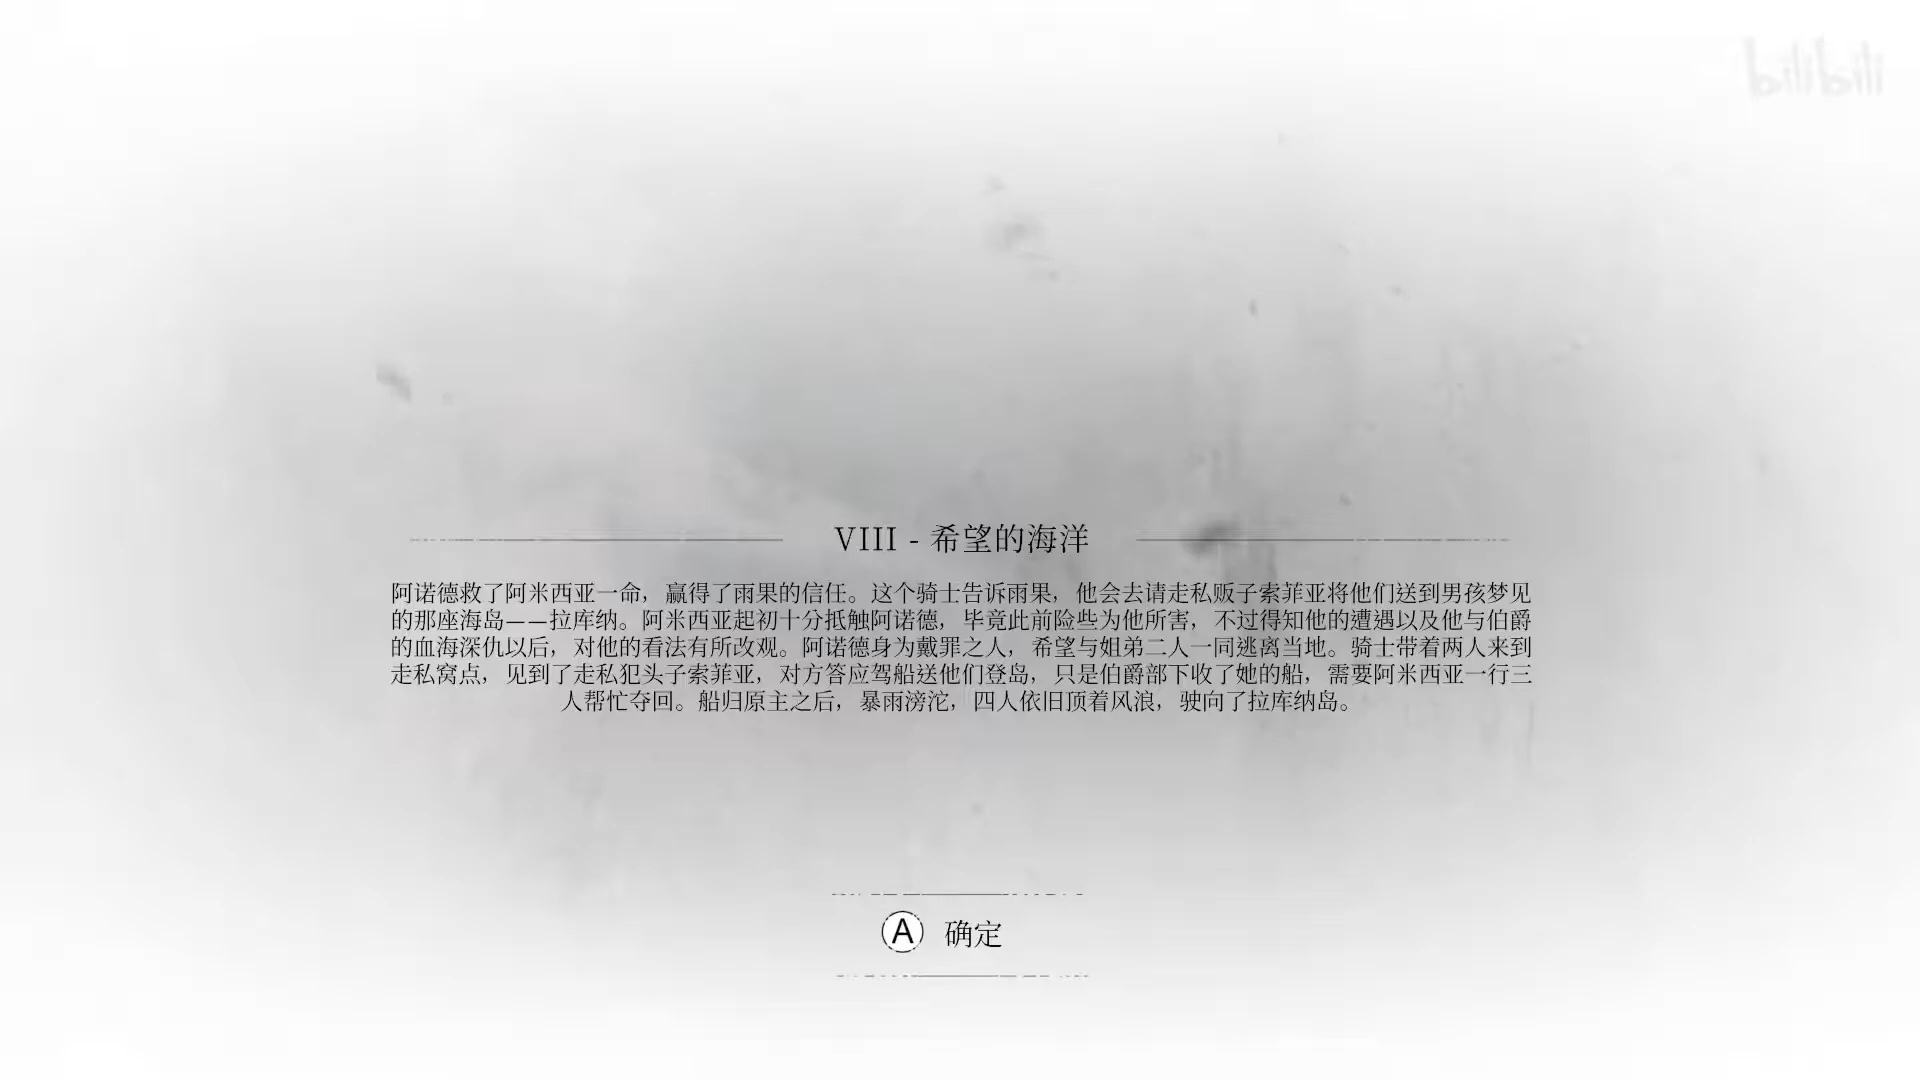 bilibili
VIII - 希望的海洋
阿诺德救了阿米西亚一命，赢得了雨果的信任。这个骑士告诉雨果，他会去请走私贩子索菲亚将他们送到男孩梦见
的那座海岛——拉库纳。阿米西亚起初十分抵触阿诺德，毕竟此前险些为他所害，不过得知他的遭遇以及他与伯爵
的血海深仇以后，对他的看法有所改观。阿诺德身为戴罪之人，希望与姐弟二人一同逃离当地。骑士带着两人来到
走私窝点，见到了走私犯头子索菲亚，对方答应驾船送他们登岛，只是伯爵部下收了她的船，需要阿米西亚一行三
人帮忙夺回。船归原主之后，暴雨滂沱，四人依旧顶着风浪，驶向了拉库纳岛。
A 确定